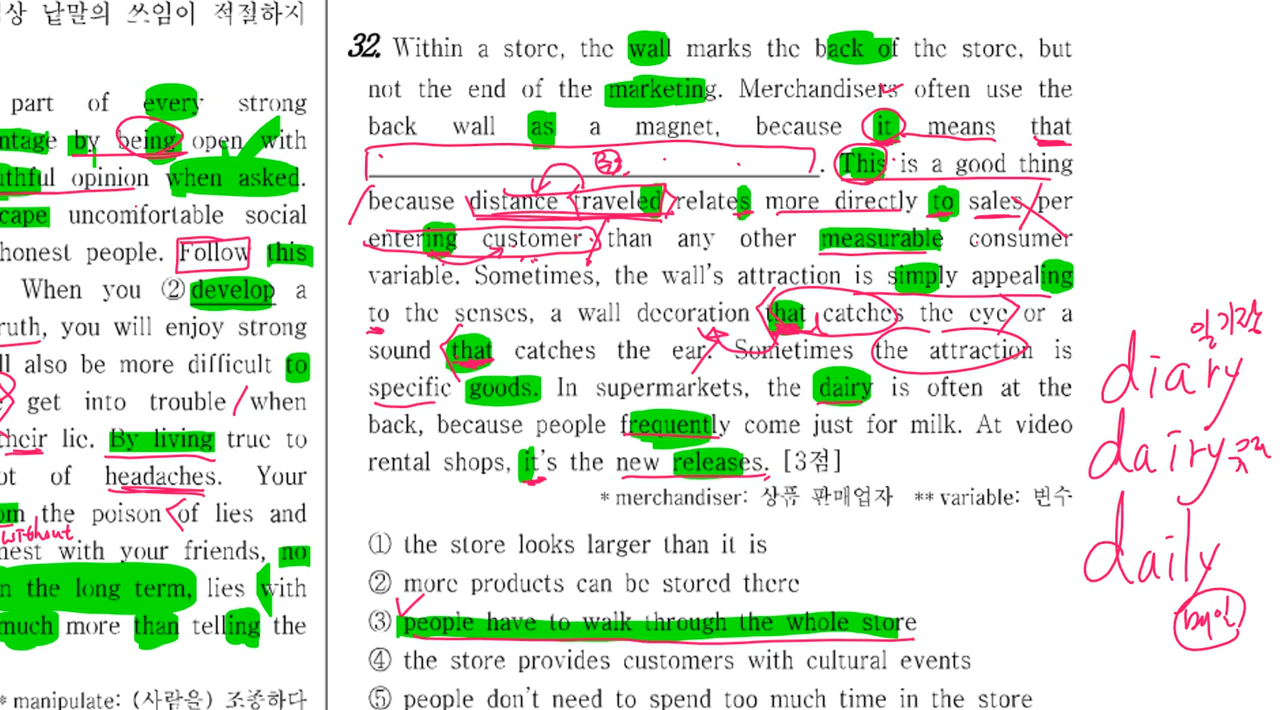 상 낱말의 쓰임이 적절하지
part of every strong
ntage by being open with
uthful opinion when asked.
cape uncomfortable social
honest people. Follow this
When you ② develop a
ruth, you will enjoy strong
ll also be more difficult to
get into trouble when
their lie. By living true to
ot of headaches. Your
om the poison of lies and
without
nest with your friends, no
n the long term, lies with
much more than telling the
* manipulate: (사람을) 조종하다
32. Within a store, the wall marks the back of the store, but
not the end of the marketing. Merchandisers often use the
back wall as a magnet, because it means that
. This is a good thing
because distance traveled relates more directly to sales per
entering customer than any other measurable consumer
variable. Sometimes, the wall's attraction is simply appealing
to the senses, a wall decoration that catches the eye or a
sound that catches the ear. Sometimes the attraction is
specific goods. In supermarkets, the dairy is often at the
back, because people frequently come just for milk. At video
rental shops, it's the new releases. [3점]
* merchandiser: 상품 판매업자 ** variable: 변수
① the store looks larger than it is
② more products can be stored there
③ people have to walk through the whole store
④ the store provides customers with cultural events
⑤ people don't need to spend too much time in the store
일기장
diary
dairy
daily
매일